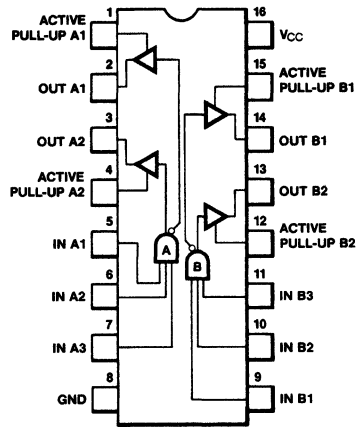 1
ACTIVE
PULL-UP A1
2
OUT A1
3
OUT A2
ACTIVE
4
PULL-UP A2
5
IN A1
6
IN A2
7
IN A3
8
GND
16
VCC
15
ACTIVE
PULL-UP B1
14
OUT B1
13
OUT B2
12
ACTIVE
PULL-UP B2
11
IN B3
10
IN B2
9
IN B1
A
B